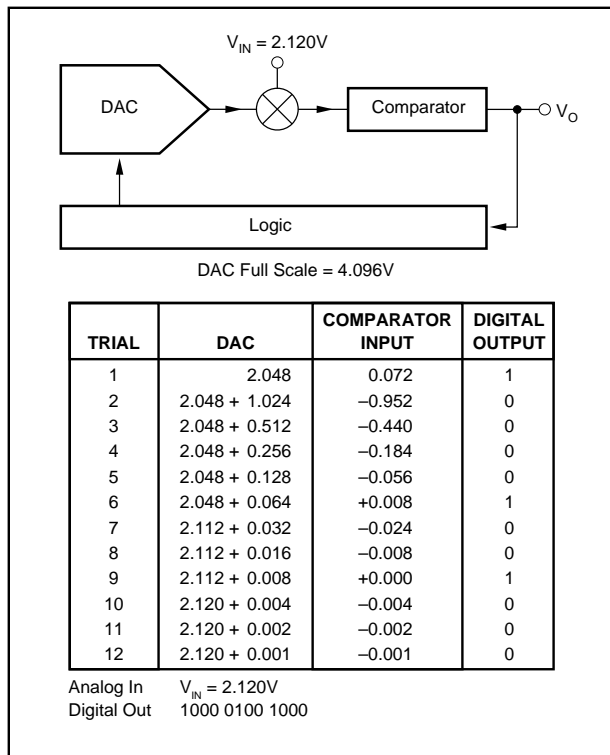 V_IN = 2.120V
DAC
Comparator
V_O
Logic
DAC Full Scale = 4.096V
TRIAL DAC COMPARATOR INPUT DIGITAL OUTPUT
1 2.048 0.072 1
2 2.048 + 1.024 –0.952 0
3 2.048 + 0.512 –0.440 0
4 2.048 + 0.256 –0.184 0
5 2.048 + 0.128 –0.056 0
6 2.048 + 0.064 +0.008 1
7 2.112 + 0.032 –0.024 0
8 2.112 + 0.016 –0.008 0
9 2.112 + 0.008 +0.000 1
10 2.120 + 0.004 –0.004 0
11 2.120 + 0.002 –0.002 0
12 2.120 + 0.001 –0.001 0
Analog In V_IN = 2.120V
Digital Out 1000 0100 1000